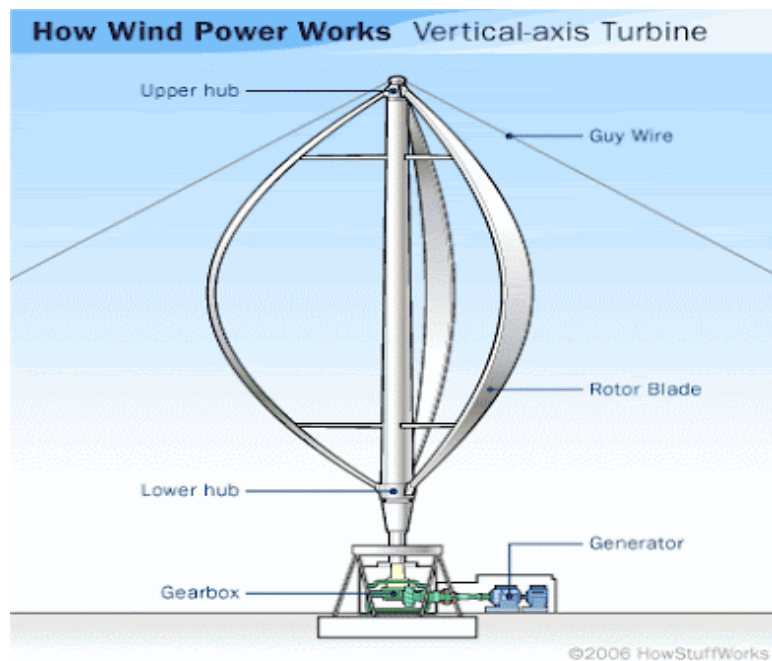 How Wind Power Works Vertical-axis Turbine
Upper hub
Guy Wire
Rotor Blade
Lower hub
Generator
Gearbox
©2006 HowStuffWorks